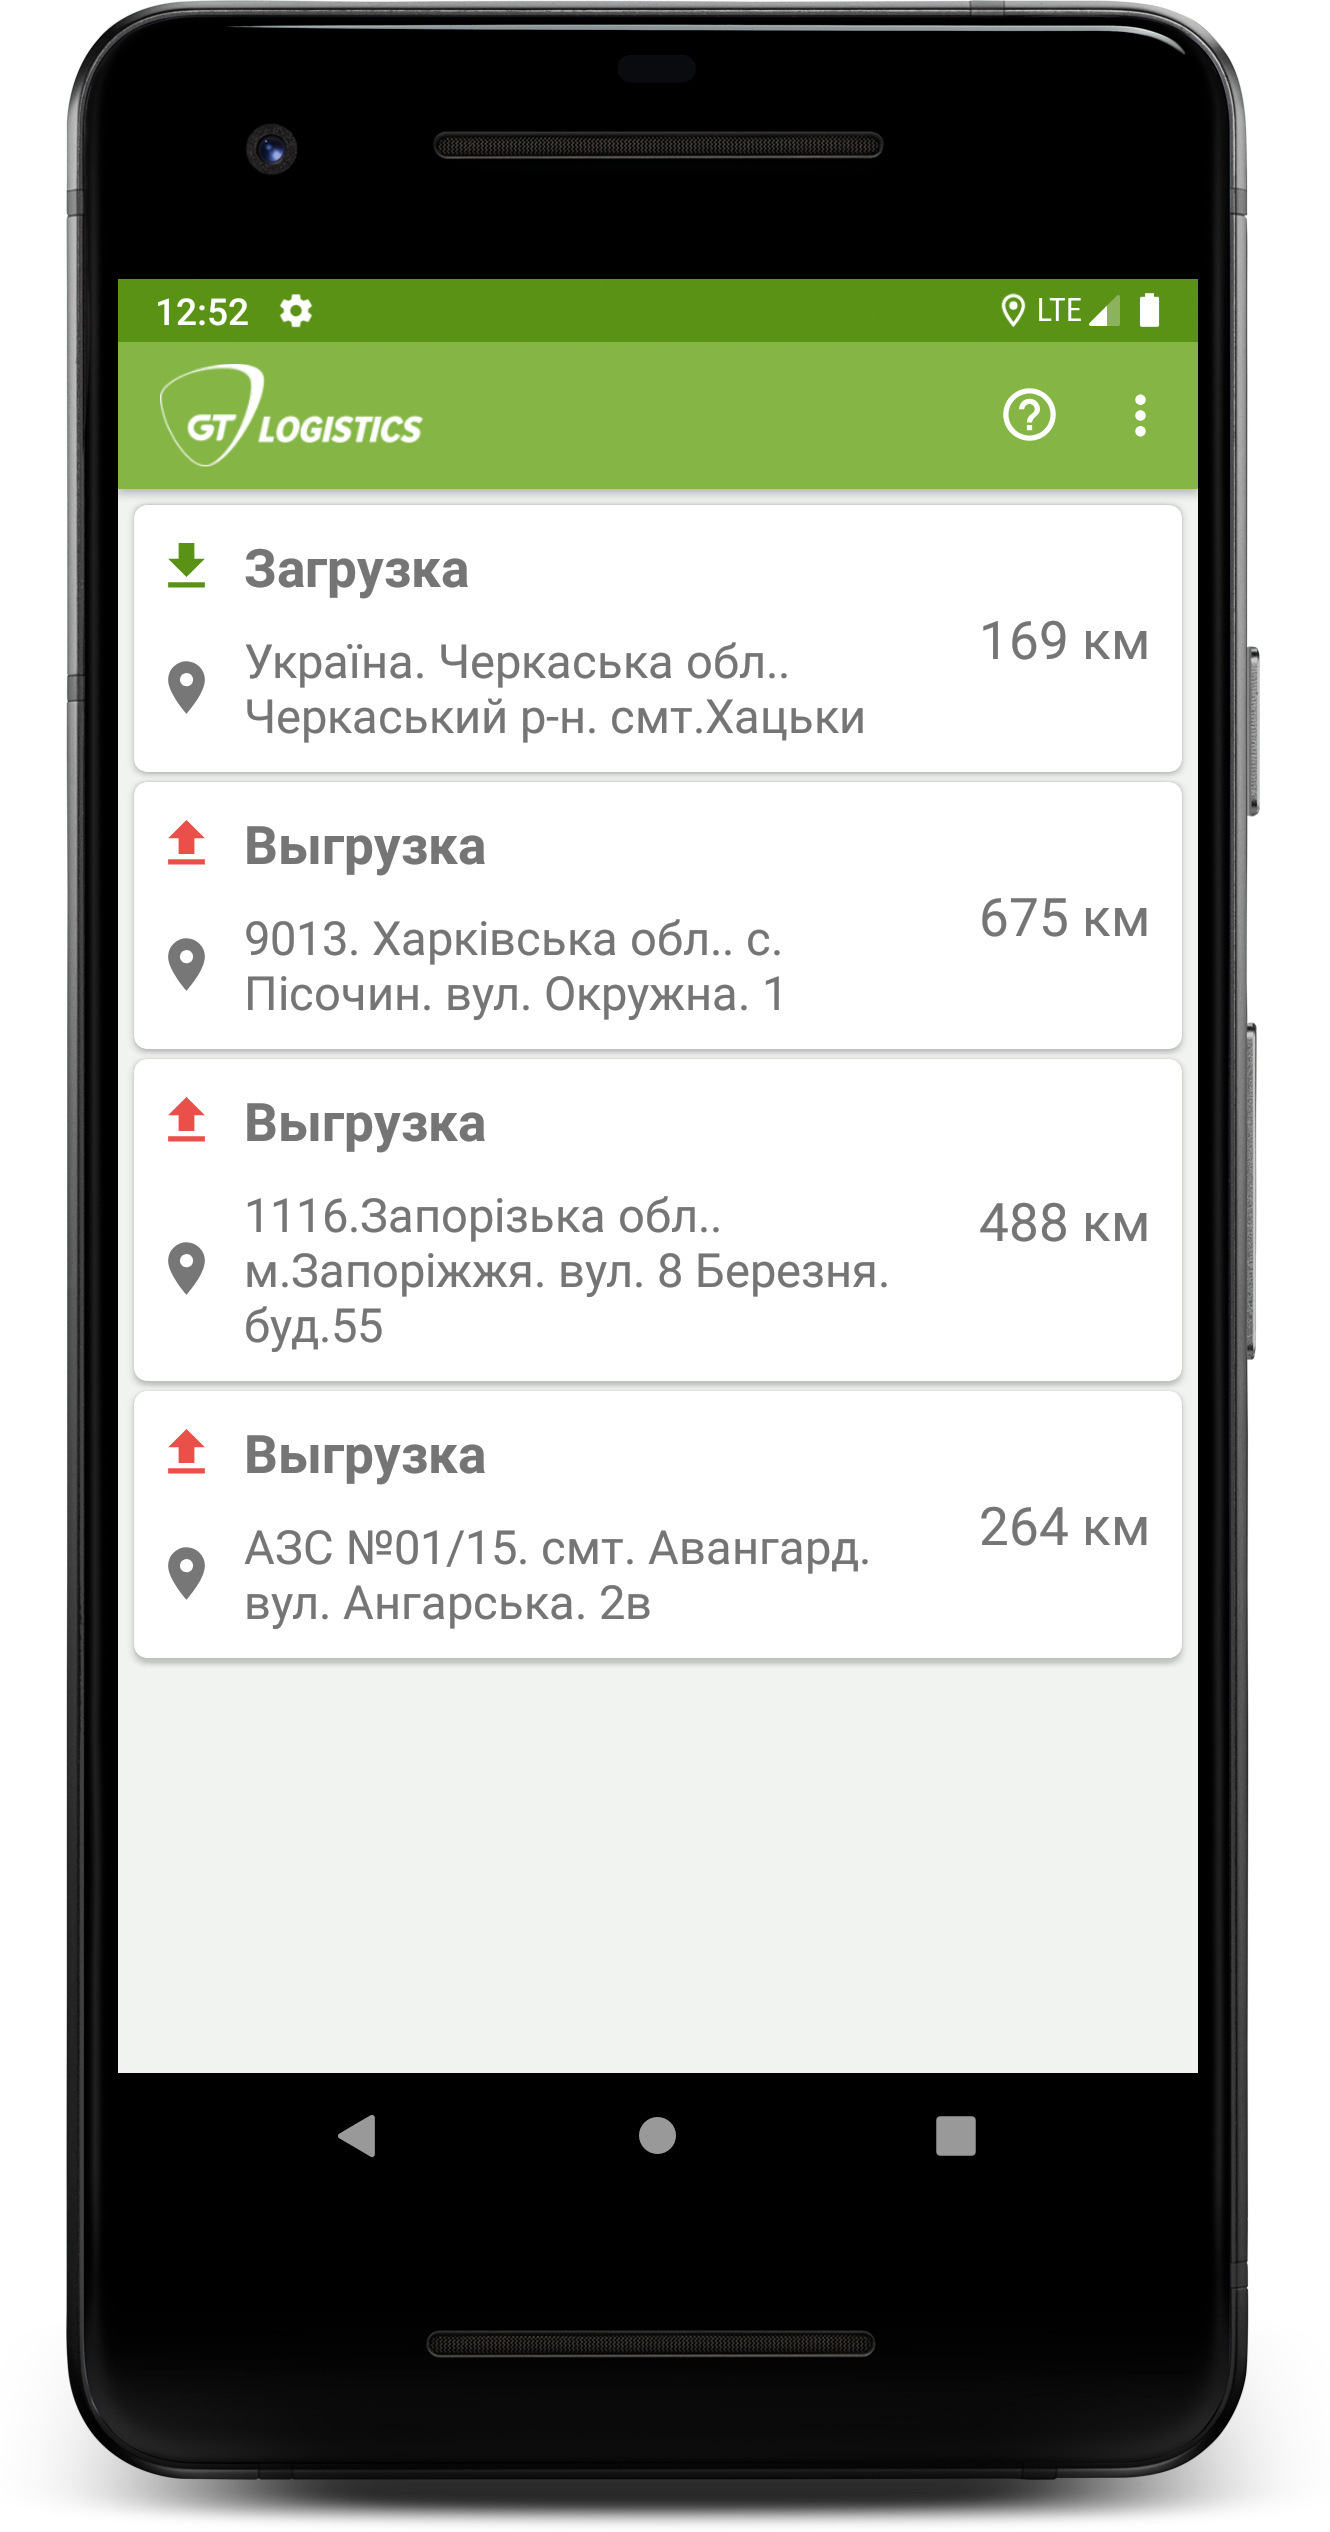 12:52
LTE
GT LOGISTICS
Загрузка
169 км
Україна. Черкаська обл..
Черкаський р-н. смт.Хацьки
Выгрузка
675 км
9013. Харківська обл.. с.
Пісочин. вул. Окружна. 1
Выгрузка
488 км
1116.Запорізька обл..
м.Запоріжжя. вул. 8 Березня.
буд.55
Выгрузка
264 км
АЗС №01/15. смт. Авангард.
вул. Ангарська. 2в